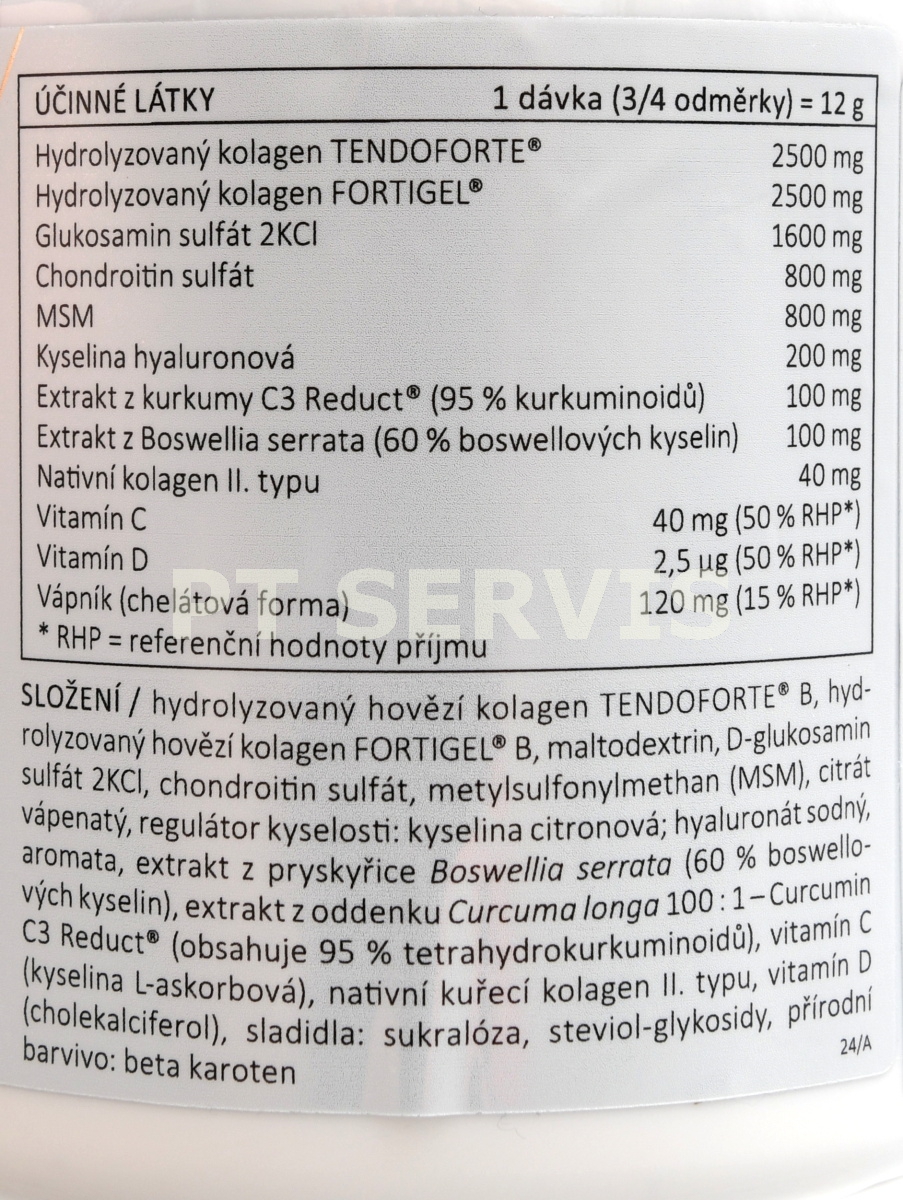 ÚČINNÉ LÁTKY 1 dávka (3/4 odměrky) = 12 g
Hydrolyzovaný kolagen TENDOFORTE® 2500 mg
Hydrolyzovaný kolagen FORTIGEL® 2500 mg
Glukosamin sulfát 2KCl 1600 mg
Chondroitin sulfát 800 mg
MSM 800 mg
Kyselina hyaluronová 200 mg
Extrakt z kurkumy C3 Reduct® (95 % kurkuminoidů) 100 mg
Extrakt z Boswellia serrata (60 % boswellových kyselin) 100 mg
Nativní kolagen II. typu 40 mg
Vitamín C 40 mg (50 % RHP*)
Vitamín D 2,5 µg (50 % RHP*)
Vápník (chelátová forma) 120 mg (15 % RHP*)
PT SERVIS
* RHP = referenční hodnoty příjmu
SLOŽENÍ / hydrolyzovaný hovězí kolagen TENDOFORTE® B, hyd-
rolyzovaný hovězí kolagen FORTIGEL® B, maltodextrin, D-glukosamin
sulfát 2KCl, chondroitin sulfát, metylsulfonylmethan (MSM), citrát
vápenatý, regulátor kyselosti: kyselina citronová; hyaluronát sodný,
aromata, extrakt z pryskyřice Boswellia serrata (60 % boswello-
vých kyselin), extrakt z oddenku Curcuma longa 100 : 1 – Curcumin
C3 Reduct® (obsahuje 95 % tetrahydrokurkuminoidů), vitamín C
(kyselina L-askorbová), nativní kuřecí kolagen II. typu, vitamín D
(cholekalciferol), sladidla: sukralóza, steviol-glykosidy, přírodní
barvivo: beta karoten 24/A